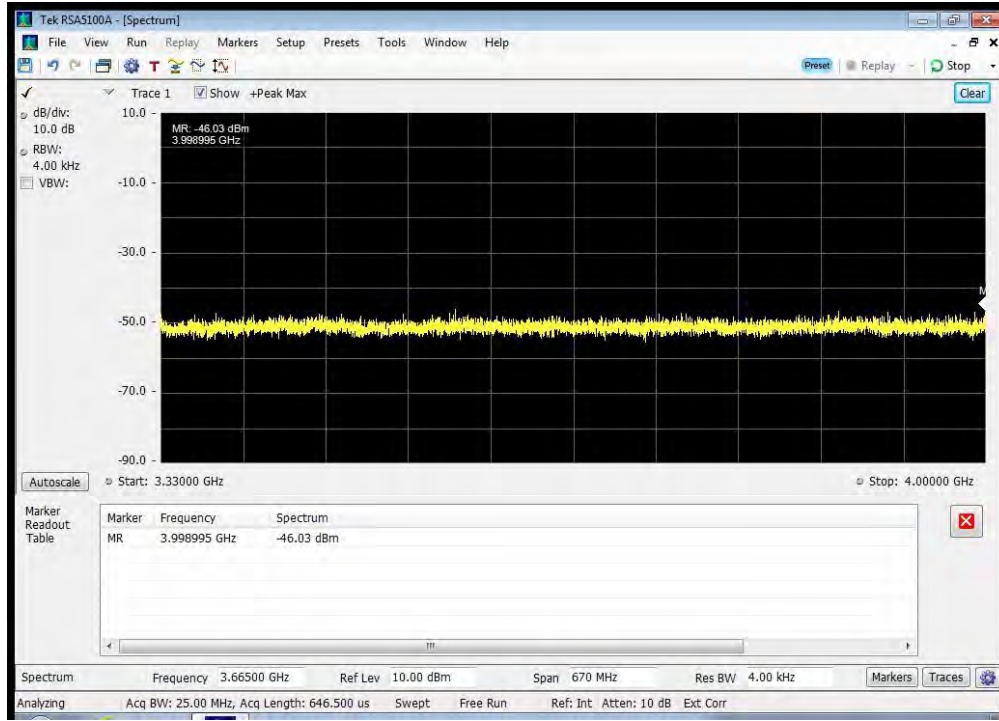 Tek RSA5100A - [Spectrum]
File View Run Replay Markers Setup Presets Tools Window Help
T Preset Replay Stop
Trace 1 Show +Peak Max Clear
dB/div:
10.0 dB
RBW:
4.00 kHz
VBW:
10.0
MR: -46.03 dBm
3.998995 GHz
-10.0
-30.0
M
-50.0
-70.0
-90.0
Autoscale Start: 3.33000 GHz Stop: 4.00000 GHz
Marker
Readout
Table
Marker Frequency Spectrum
MR 3.998995 GHz -46.03 dBm
Spectrum Frequency 3.66500 GHz Ref Lev 10.00 dBm Span 670 MHz Res BW 4.00 kHz Markers Traces
Analyzing Acq BW: 25.00 MHz, Acq Length: 646.500 us Swept Free Run Ref: Int Atten: 10 dB Ext Corr